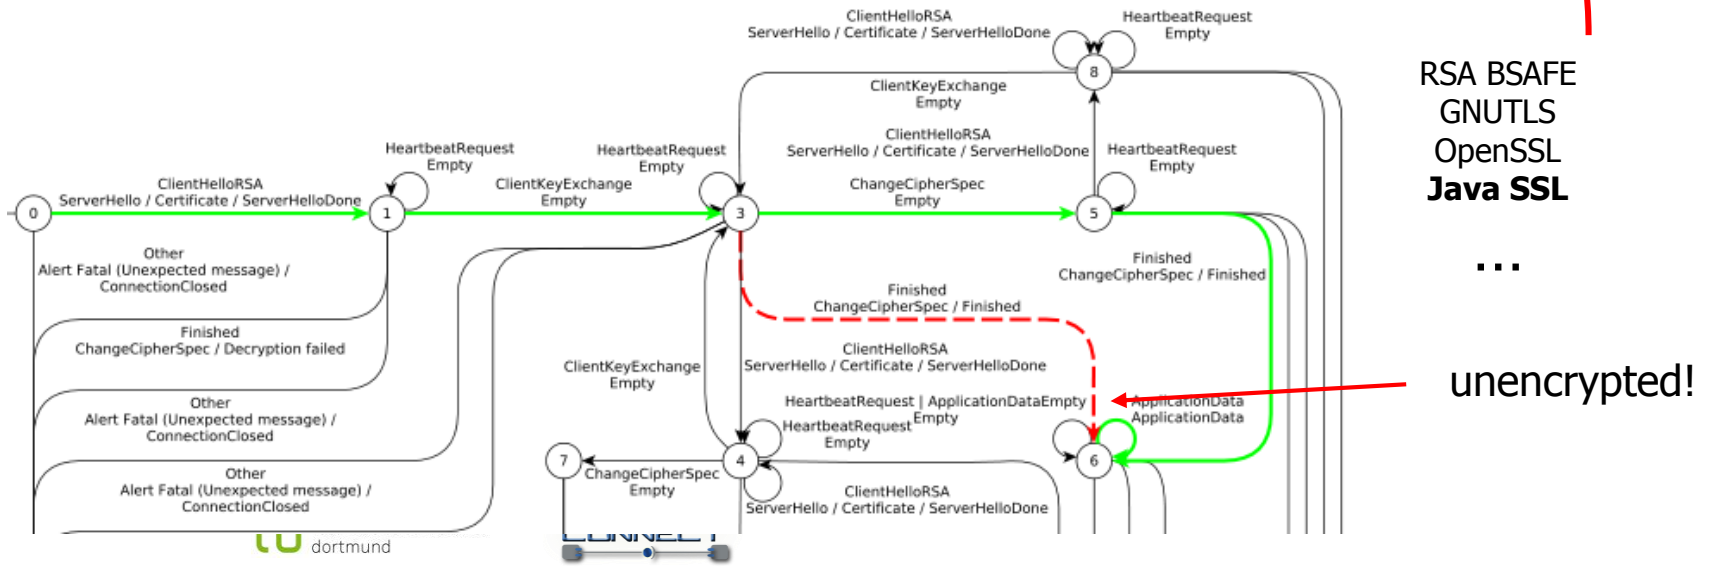 ClientHelloRSA
ServerHello / Certificate / ServerHelloDone
HeartbeatRequest
Empty
8
ClientKeyExchange
Empty
RSA BSAFE
GNUTLS
OpenSSL
Java SSL
...
unencrypted!
HeartbeatRequest
Empty
HeartbeatRequest
Empty
ClientHelloRSA
ServerHello / Certificate / ServerHelloDone
HeartbeatRequest
Empty
ClientHelloRSA
ServerHello / Certificate / ServerHelloDone
ClientKeyExchange
Empty
ChangeCipherSpec
Empty
0
1
3
5
Other
Alert Fatal (Unexpected message) /
ConnectionClosed
Finished
ChangeCipherSpec / Finished
Finished
ChangeCipherSpec / Finished
Finished
ChangeCipherSpec / Decryption failed
ClientKeyExchange
Empty
ClientHelloRSA
ServerHello / Certificate / ServerHelloDone
Other
Alert Fatal (Unexpected message) /
ConnectionClosed
HeartbeatRequest | ApplicationDataEmpty
Empty
ApplicationData
ApplicationData
HeartbeatRequest
Empty
7
4
6
Other
Alert Fatal (Unexpected message) /
ConnectionClosed
ChangeCipherSpec
Empty
ClientHelloRSA
ServerHello / Certificate / ServerHelloDone
dortmund